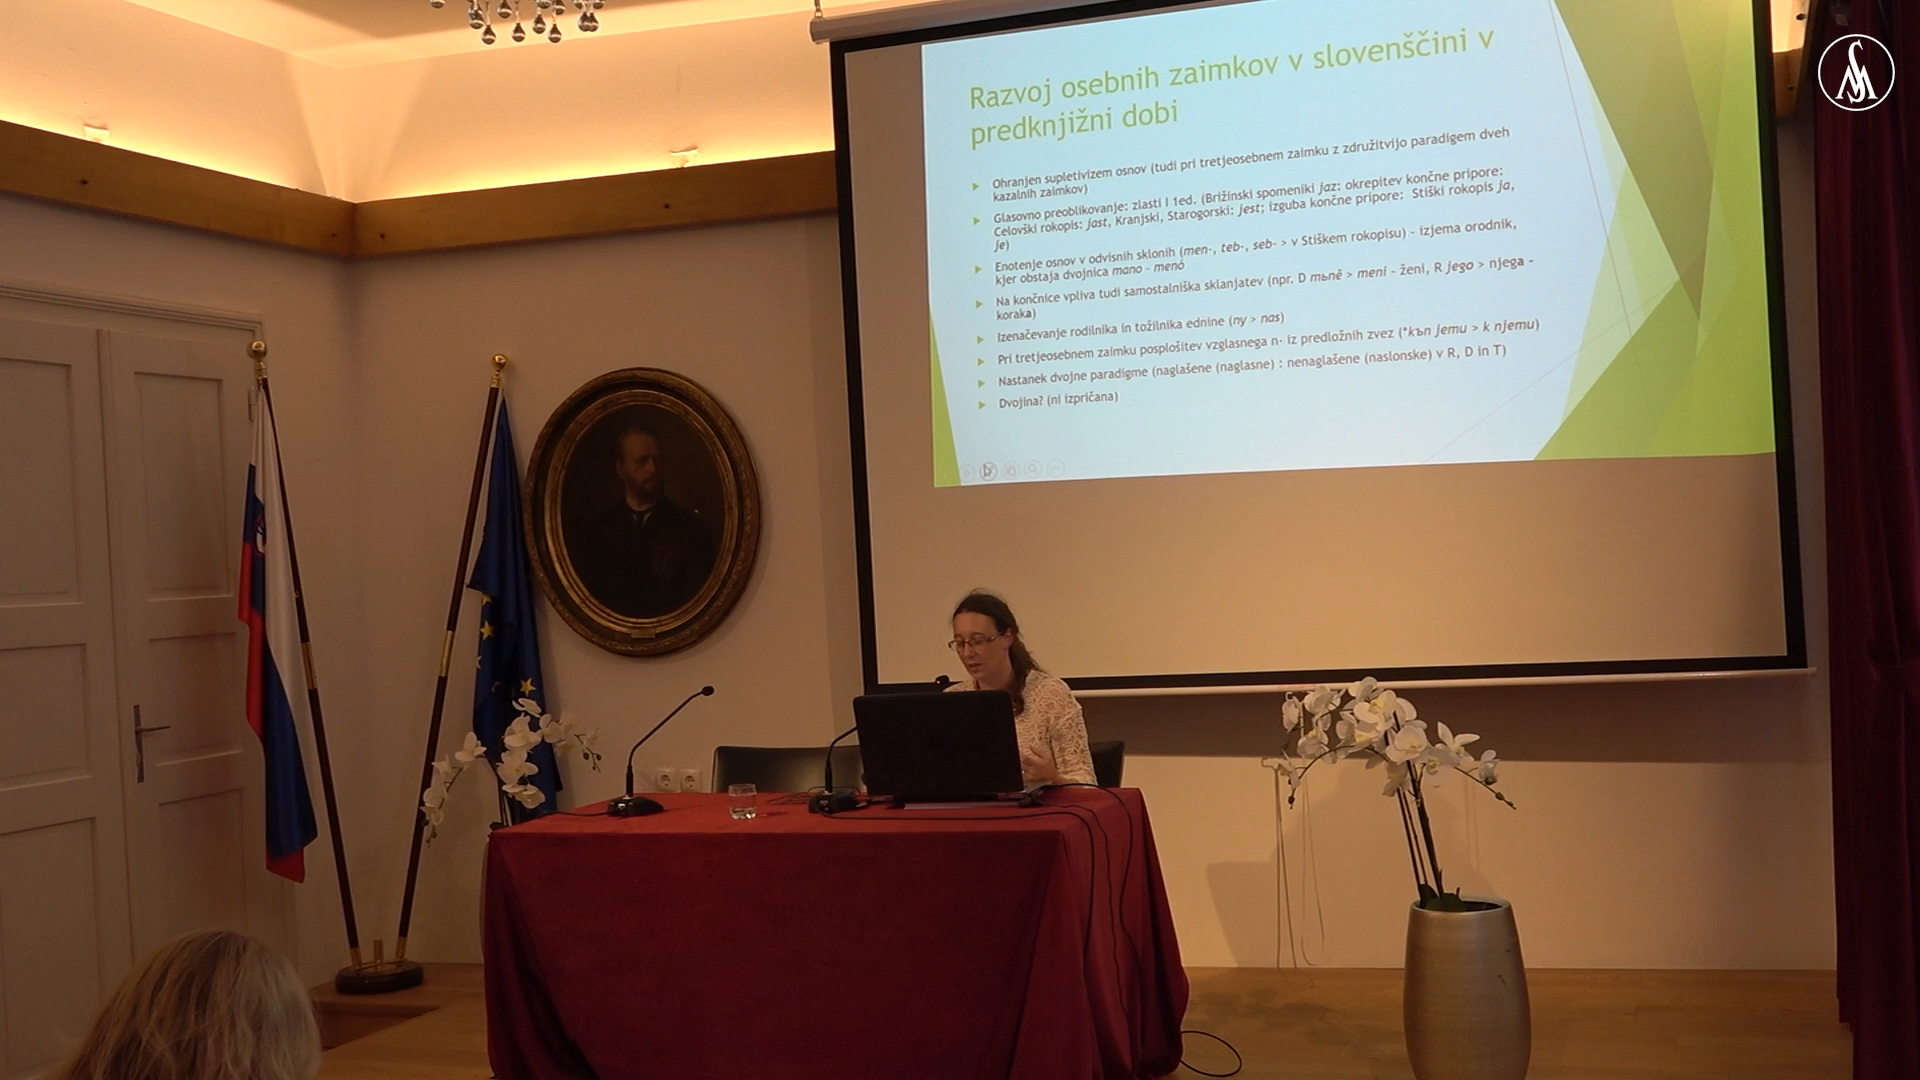 Razvoj osebnih zaimkov v slovenščini v
predknjižni dobi
Ohranjen supletivizem osnov (tudi pri tretjeosebnem zaimku z združitvijo paradigem dveh
kazalnih zaimkov)
Glasovno preoblikovanje: zlasti I 1ed. (Brižinski spomeniki jaz: okrepitev končne pripore:
Celovški rokopis: jast, Kranjski, Starogorski: jest; izguba končne pripore: Stiški rokopis ja,
je)
Enotenje osnov v odvisnih sklonih (men-, teb-, seb- > v Stiškem rokopisu) - izjema orodnik,
kjer obstaja dvojnica mano - menó
Na končnice vpliva tudi samostalniška sklanjatev (npr. D mьně > meni - ženi, R jego > njega -
koraka)
Izenačevanje rodilnika in tožilnika ednine (ny > nas)
Pri tretjeosebnem zaimku posplošitev vzglasnega n- iz predložnih zvez (*kъn jemu > k njemu)
Nastanek dvojne paradigme (naglašene (naglasne) : nenaglašene (naslonske) v R, D in T)
Dvojina? (ni izpričana)